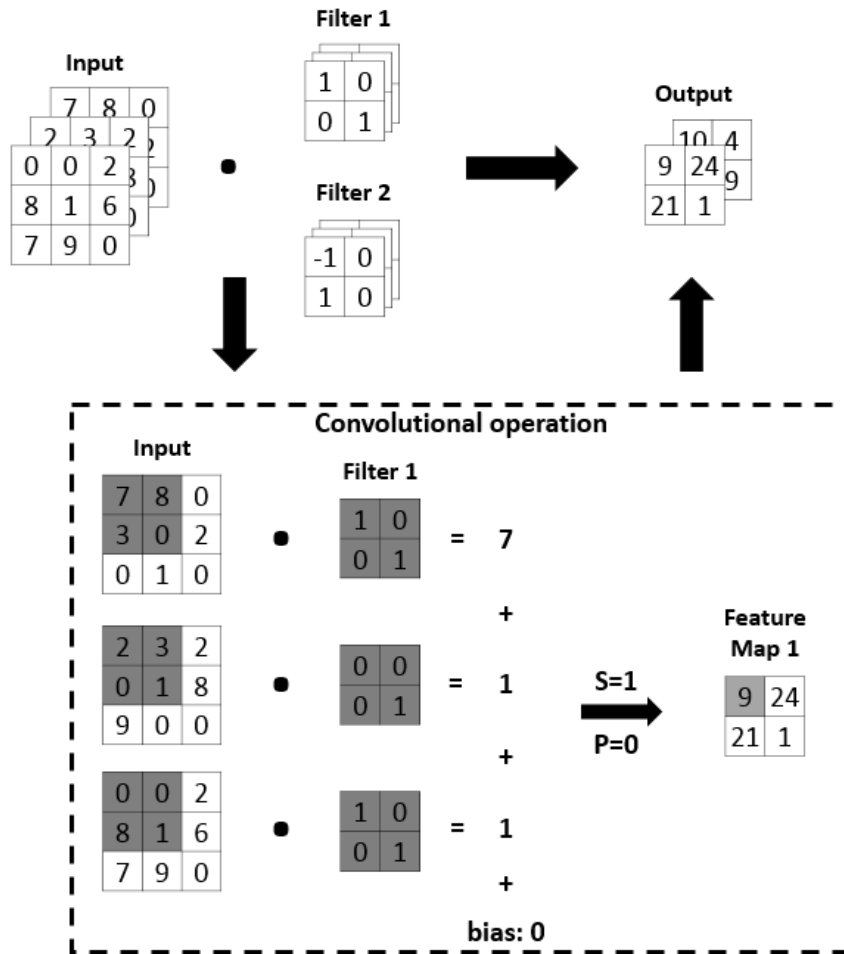 Filter 1
Input
1 0
0 1
7 8 0
2 3 2
0 0 2
8 1 6
7 9 0
Output
10 4
9 24
9
21 1
Filter 2
-1 0
1 0
Convolutional operation
Input
Filter 1
7 8 0
3 0 2
0 1 0
1 0
0 1
= 7
+
2 3 2
0 1 8
9 0 0
0 0
0 1
= 1
+
S=1
P=0
Feature
Map 1
9 24
21 1
0 0 2
8 1 6
7 9 0
1 0
0 1
= 1
+
bias: 0